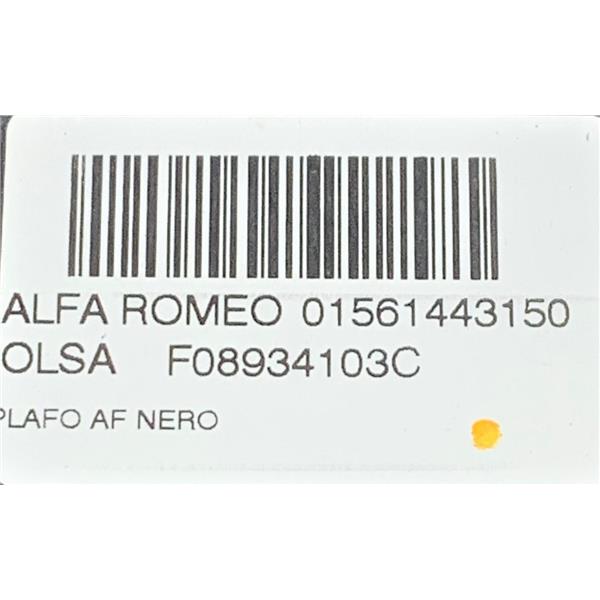 ALFA ROMEO 01561443150
OLSA F08934103C
PLAFO AF NERO